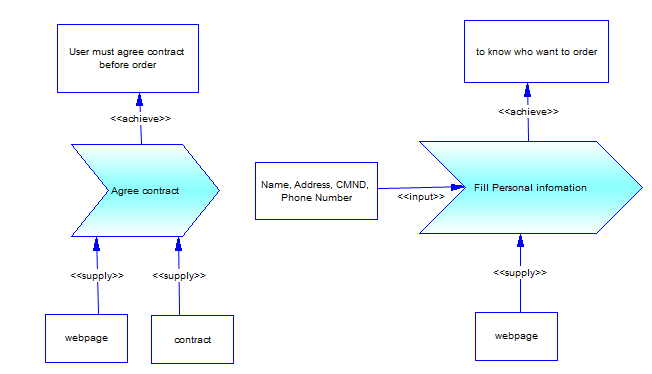 User must agree contract
before order
<<achieve>>
Agree contract
<<supply>>
<<supply>>
webpage
contract
to know who want to order
<<achieve>>
Name, Address, CMND,
Phone Number
<<input>>
Fill Personal infomation
<<supply>>
webpage